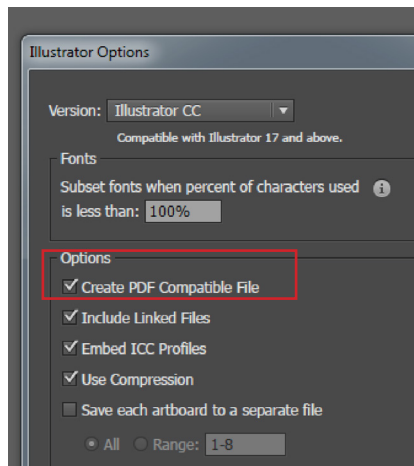 Illustrator Options
Version: Illustrator CC
Compatible with Illustrator 17 and above.
Fonts
Subset fonts when percent of characters used
is less than: 100%
Options
Create PDF Compatible File
Include Linked Files
Embed ICC Profiles
Use Compression
Save each artboard to a separate file
All Range: 1-8